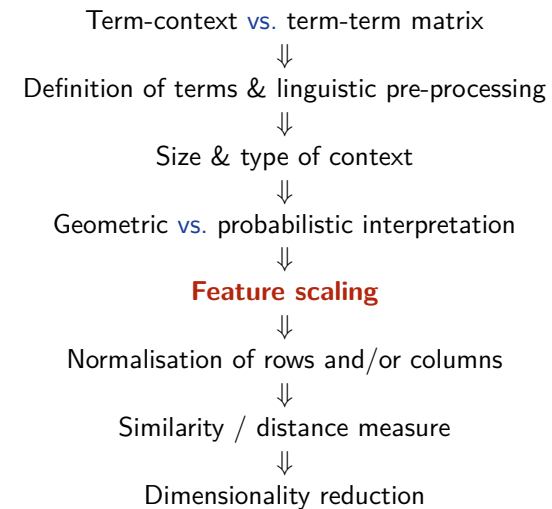 Term-context vs. term-term matrix
⇓
Definition of terms & linguistic pre-processing
⇓
Size & type of context
⇓
Geometric vs. probabilistic interpretation
⇓
Feature scaling
⇓
Normalisation of rows and/or columns
⇓
Similarity / distance measure
⇓
Dimensionality reduction